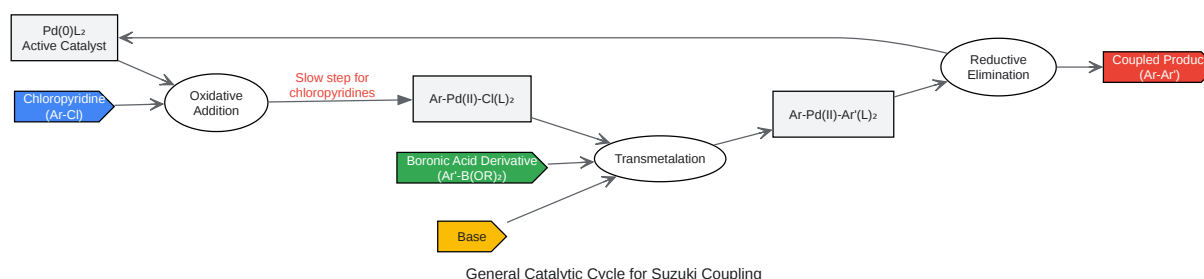 Pd(0)L₂
Active Catalyst
Chloropyridine
(Ar-Cl)
Oxidative
Addition
Slow step for
chloropyridines
Ar-Pd(II)-Cl(L)₂
Boronic Acid Derivative
(Ar'-B(OR)₂)
Base
Transmetalation
Ar-Pd(II)-Ar'(L)₂
Reductive
Elimination
Coupled Produc
(Ar-Ar')
General Catalytic Cycle for Suzuki Coupling